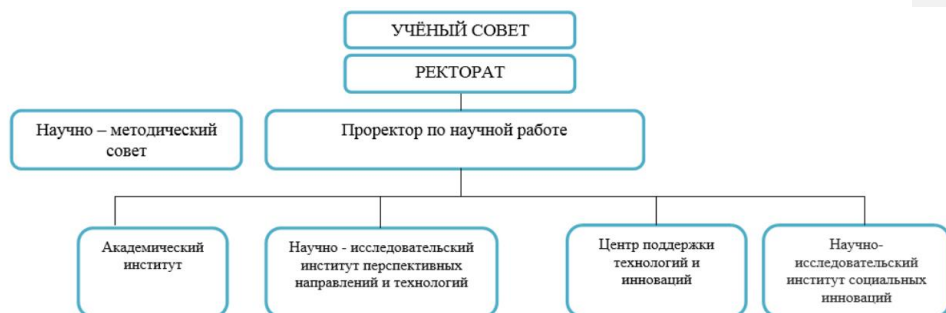 УЧЁНЫЙ СОВЕТ
РЕКТОРАТ
Научно – методический
совет
Проректор по научной работе
Академический
институт
Научно - исследовательский
институт перспективных
направлений и технологий
Центр поддержки
технологий и
инноваций
Научно-
исследовательский
институт социальных
инноваций